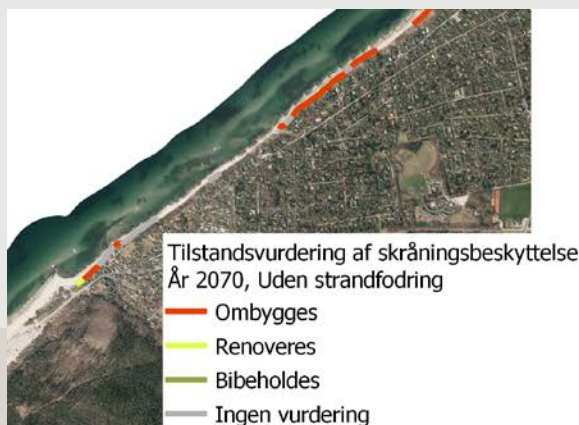 Tilstandsvurdering af skråningsbeskyttelse
År 2070, Uden strandfodring
Ombygges
Renoveres
Bibeholdes
Ingen vurdering